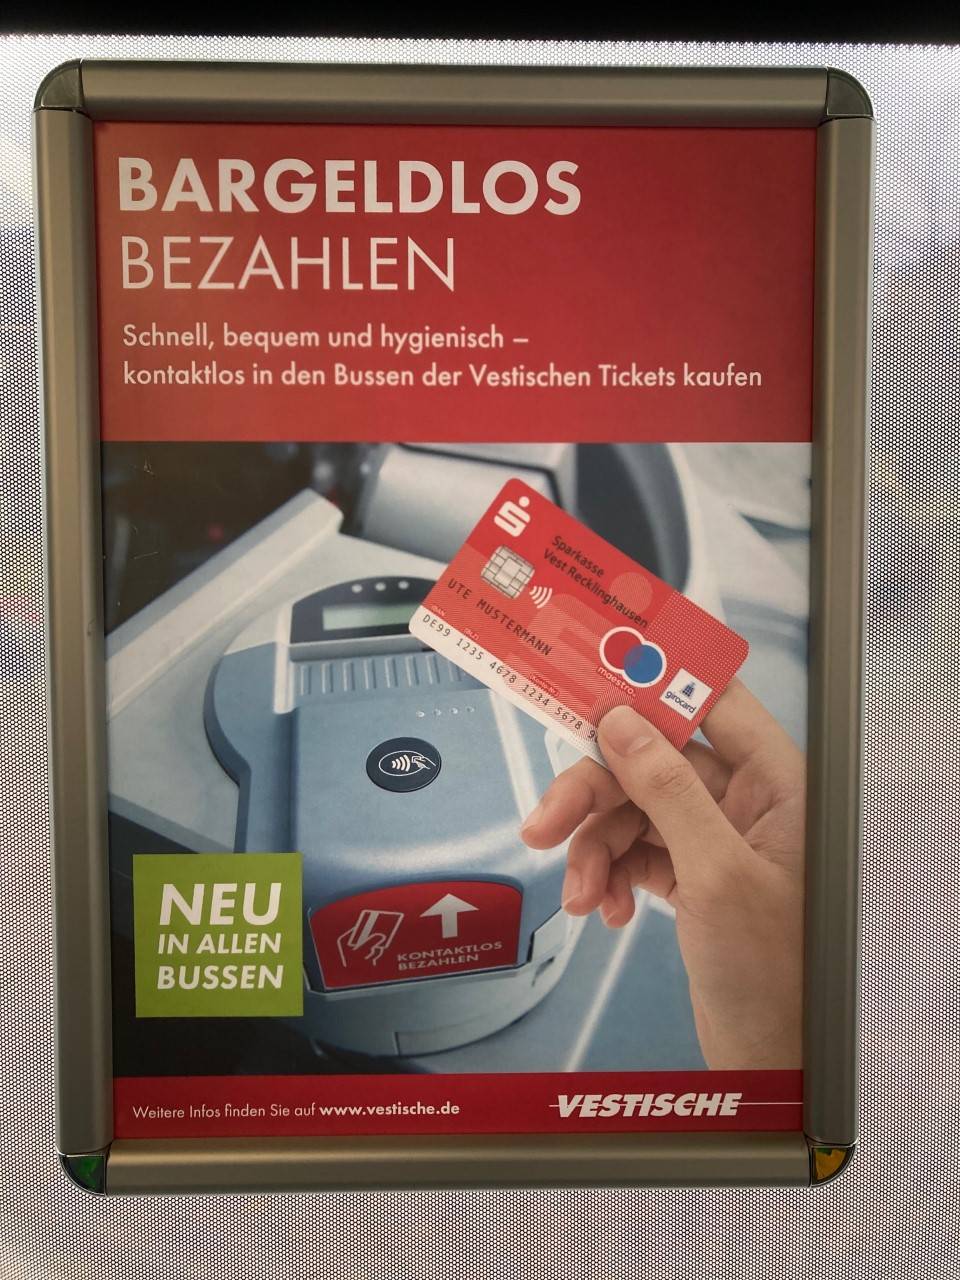 BARGELDLOS
BEZAHLEN
Schnell, bequem und hygienisch –
kontaktlos in den Bussen der Vestischen Tickets kaufen
Sparkasse
Vest Recklinghausen
UTE MUSTERMANN
IBAN
DE99 1235 4678 1234 5678
maestro.
girocard
NEU
IN ALLEN
BUSSEN
KONTAKTLOS
BEZAHLEN
Weitere Infos finden Sie auf www.vestische.de
VESTISCHE